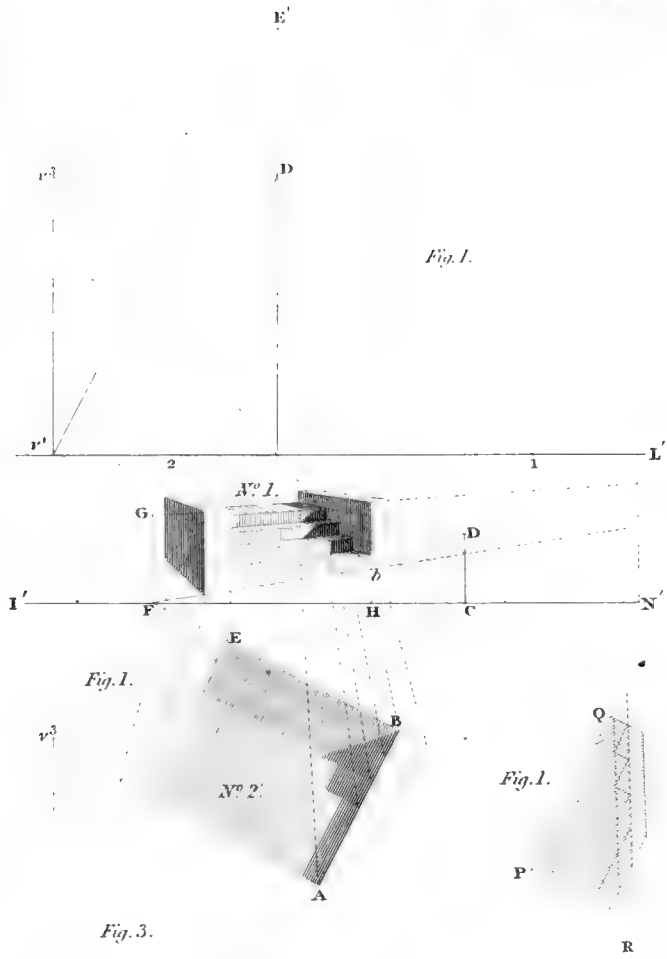 E'
v³ D
Fig. 1.
v' 2 1 L'
Nº 1.
G
D
b
I' F H C N'
E
Fig. 1.
B
Q
v³
Nº 2.
Fig. 1.
P
A
Fig. 3.
R